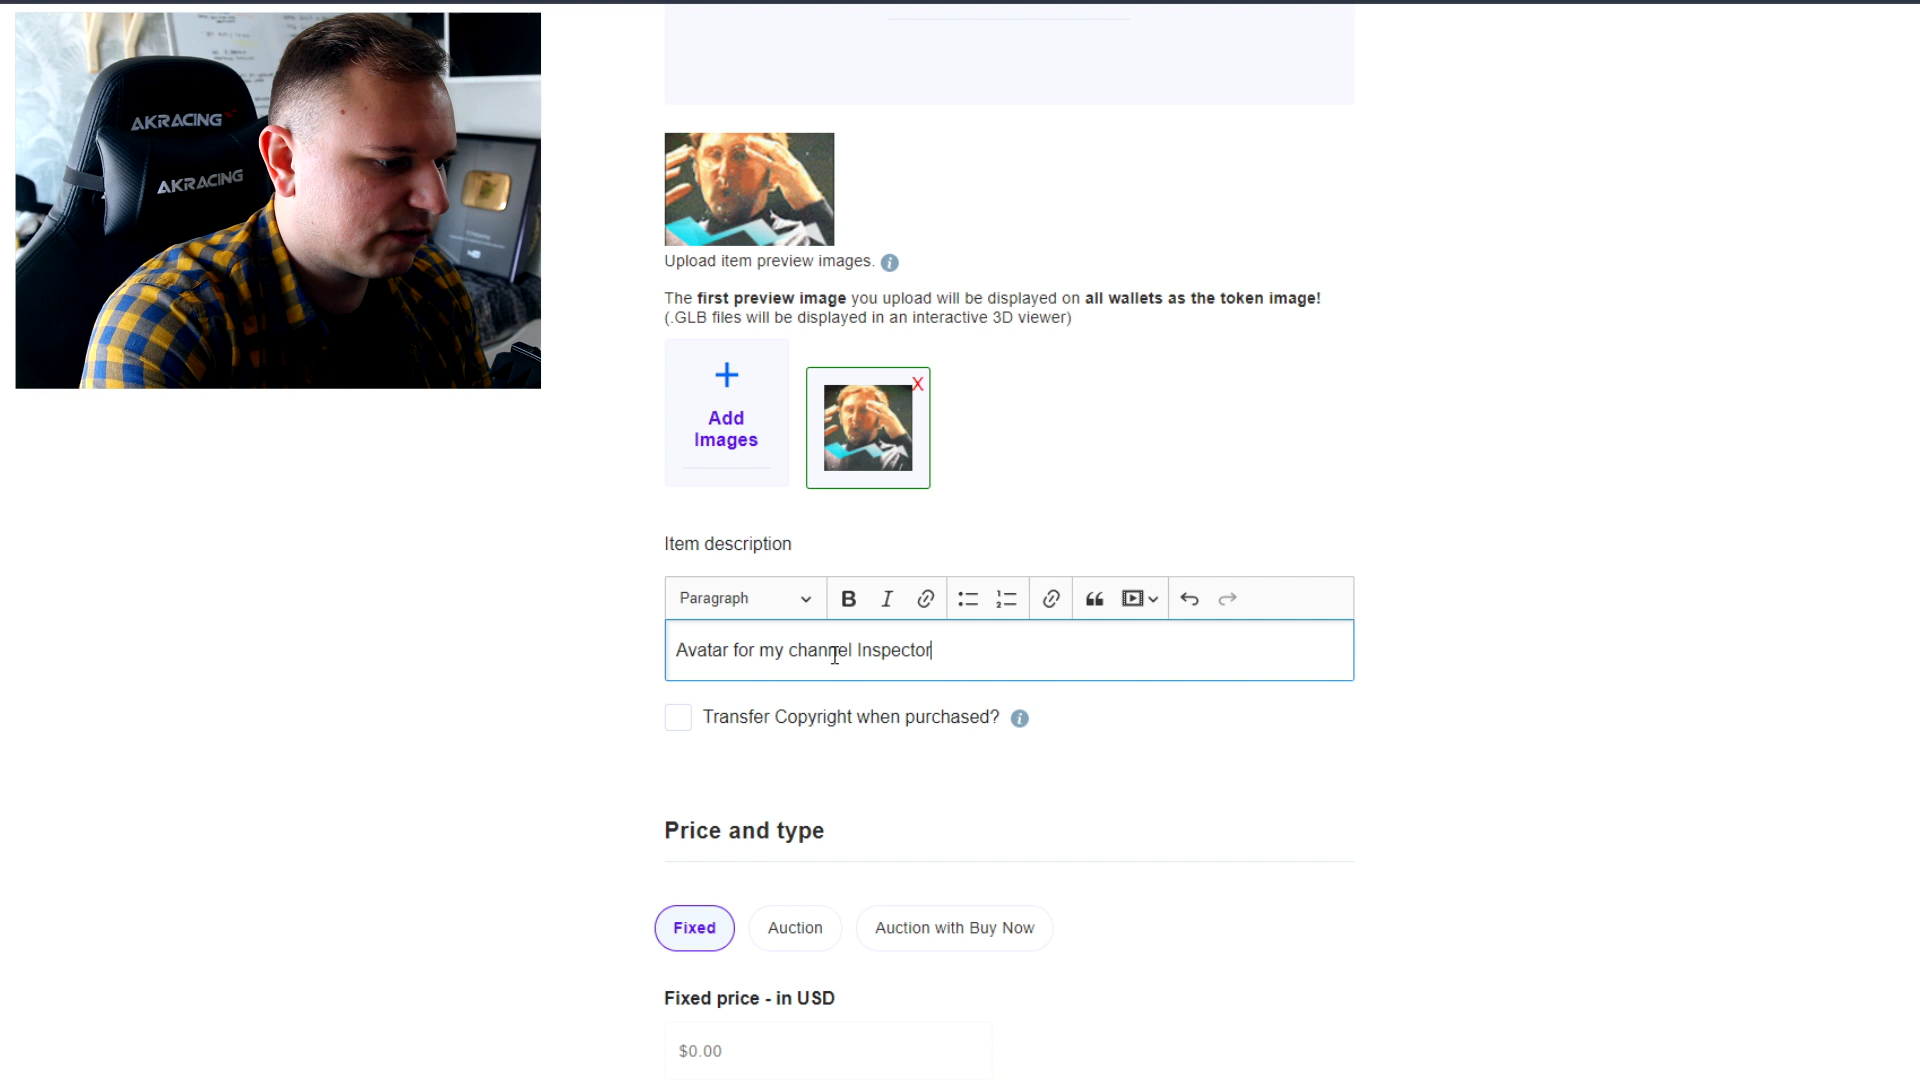 AKRACING
AKRACING
Upload item preview images.
The first preview image you upload will be displayed on all wallets as the token image!
(.GLB files will be displayed in an interactive 3D viewer)
X
Add
Images
Item description
Paragraph
Avatar for my channel Inspector
Transfer Copyright when purchased?
Price and type
Fixed
Auction
Auction with Buy Now
Fixed price - in USD
$0.00